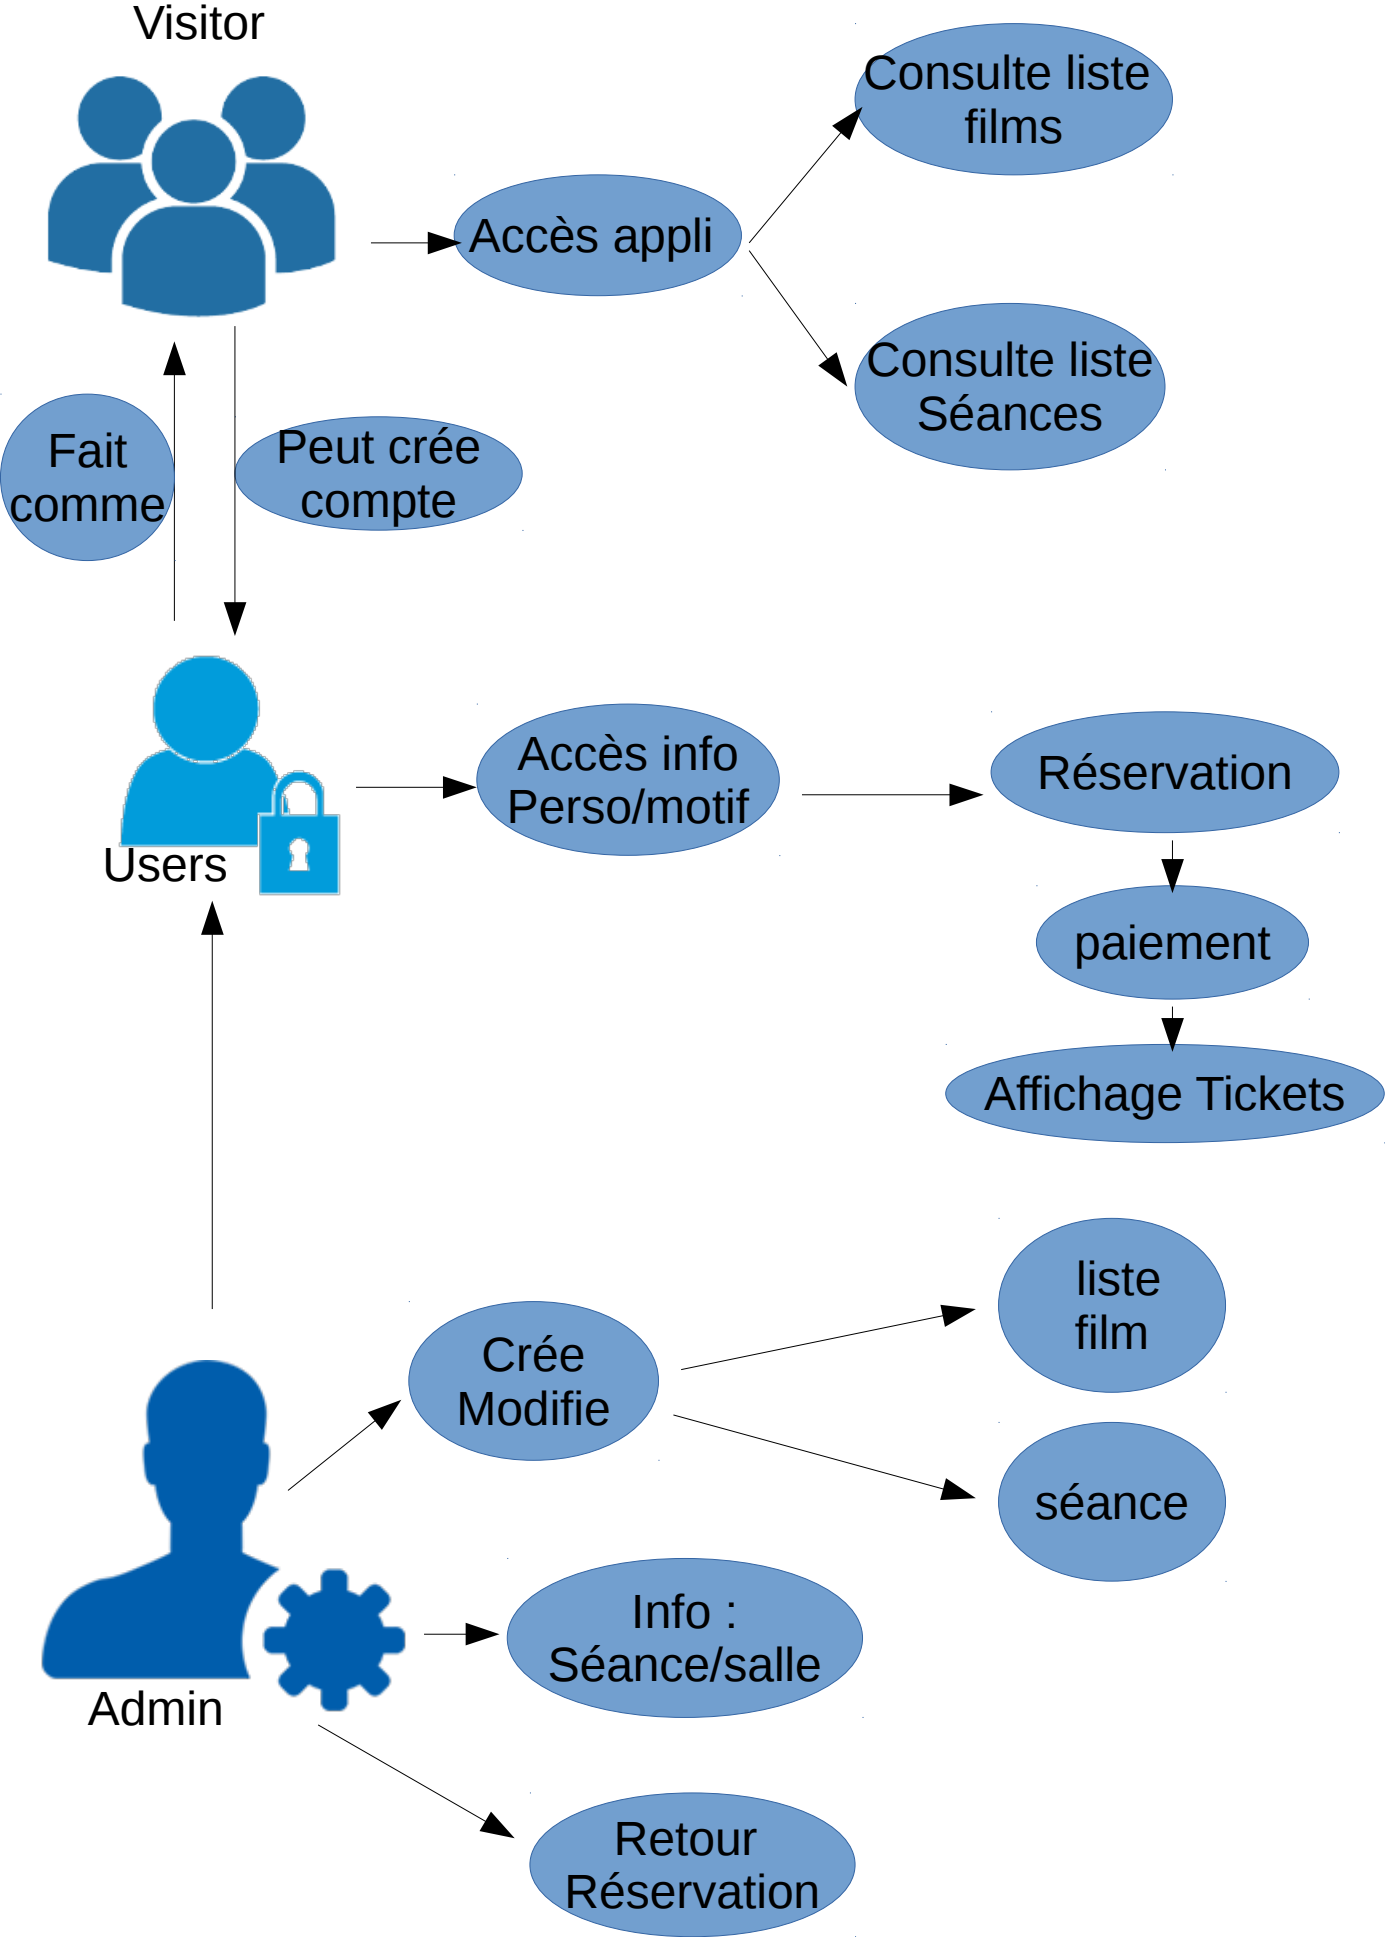 Visitor
Consulte liste
films
Accès appli
Consulte liste
Séances
Fait
comme
Peut crée
compte
Accès info
Perso/motif
Réservation
Users
paiement
Affichage Tickets
liste
film
Crée
Modifie
séance
Info :
Séance/salle
Admin
Retour
Réservation